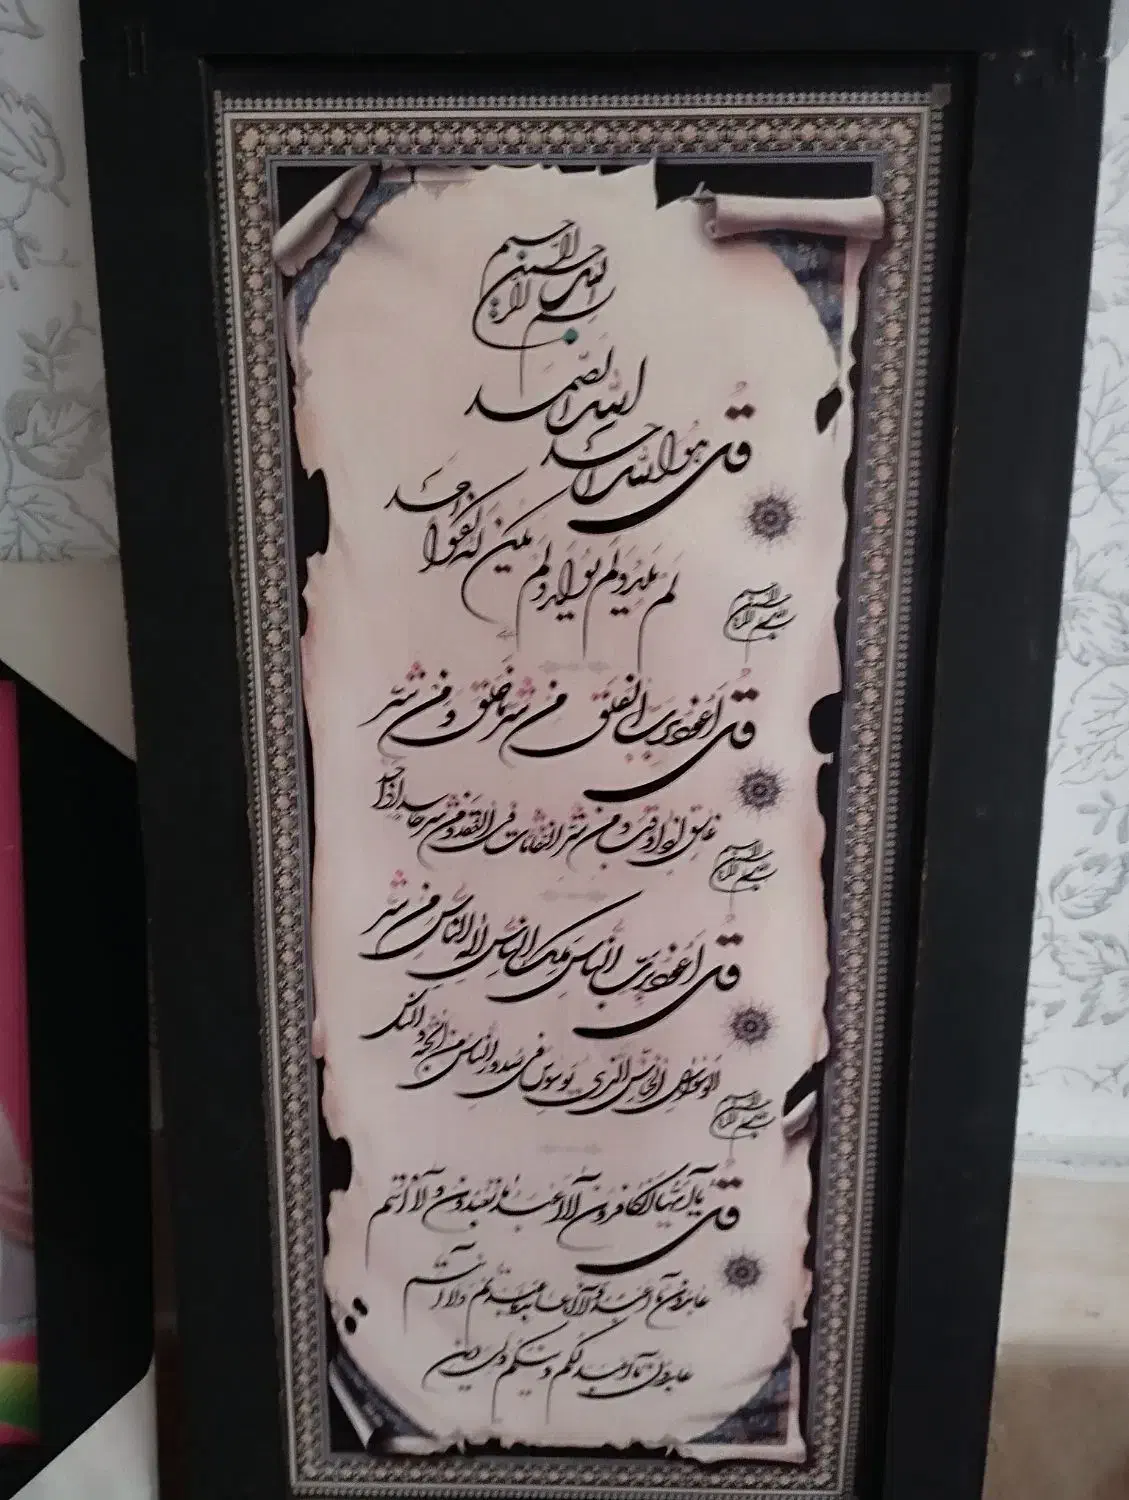 بسم الله الرحمن الرحیم
قل هو الله احد
الله الصمد
لم یلد و لم یولد و لم
یکن له کفوا احد
بسم الله الرحمن الرحیم
قل اعوذ برب الفلق من شر ما خلق و من شر
غاسق اذا وقب و من شر النفاثات فی العقد و من شر حاسد اذا حسد
بسم الله الرحمن الرحیم
قل اعوذ برب الناس ملک الناس اله الناس من شر
الوسواس الخناس الذی یوسوس فی صدور الناس من الجنة و الناس
بسم الله الرحمن الرحیم
قل یا ایها الکافرون لا اعبد ما تعبدون و لا انتم
عابدون ما اعبد و لا انا عابد ما عبدتم و لا انتم
عابدون ما اعبد لکم دینکم ولی دین